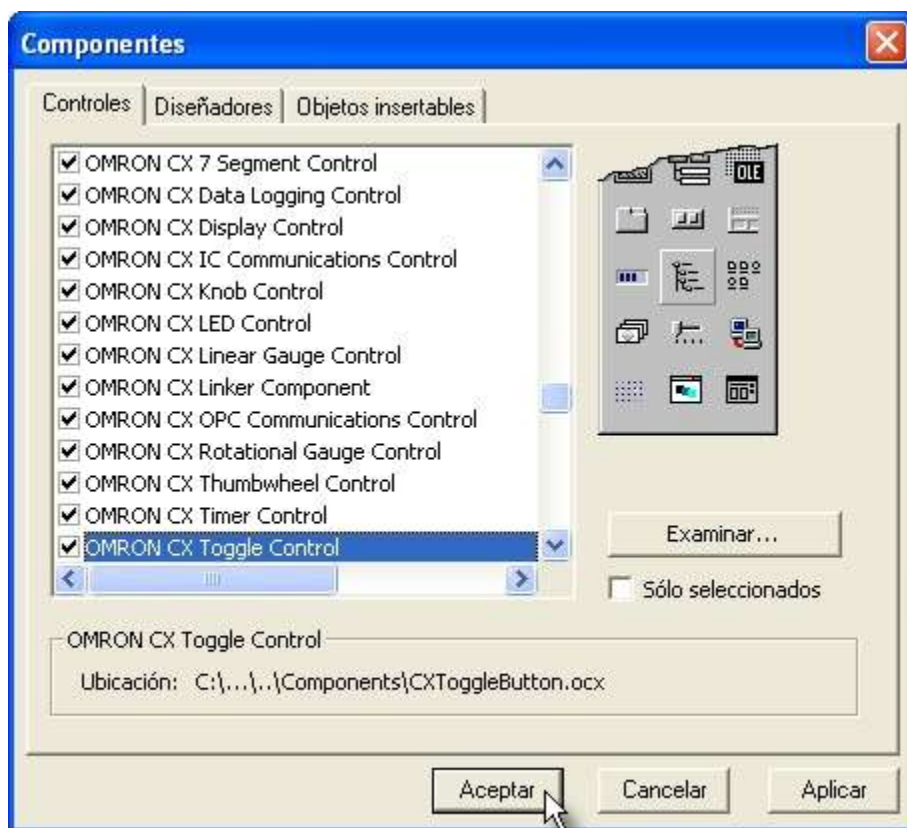 Componentes
Controles Diseñadores Objetos insertables
OMRON CX 7 Segment Control
OMRON CX Data Logging Control
OMRON CX Display Control
OMRON CX IC Communications Control
OMRON CX Knob Control
OMRON CX LED Control
OMRON CX Linear Gauge Control
OMRON CX Linker Component
OMRON CX OPC Communications Control
OMRON CX Rotational Gauge Control
OMRON CX Thumbwheel Control
OMRON CX Timer Control
OMRON CX Toggle Control
OLE
Examinar...
Sólo seleccionados
OMRON CX Toggle Control
Ubicación: C:\...\..\Components\CXToggleButton.ocx
Aceptar Cancelar Aplicar